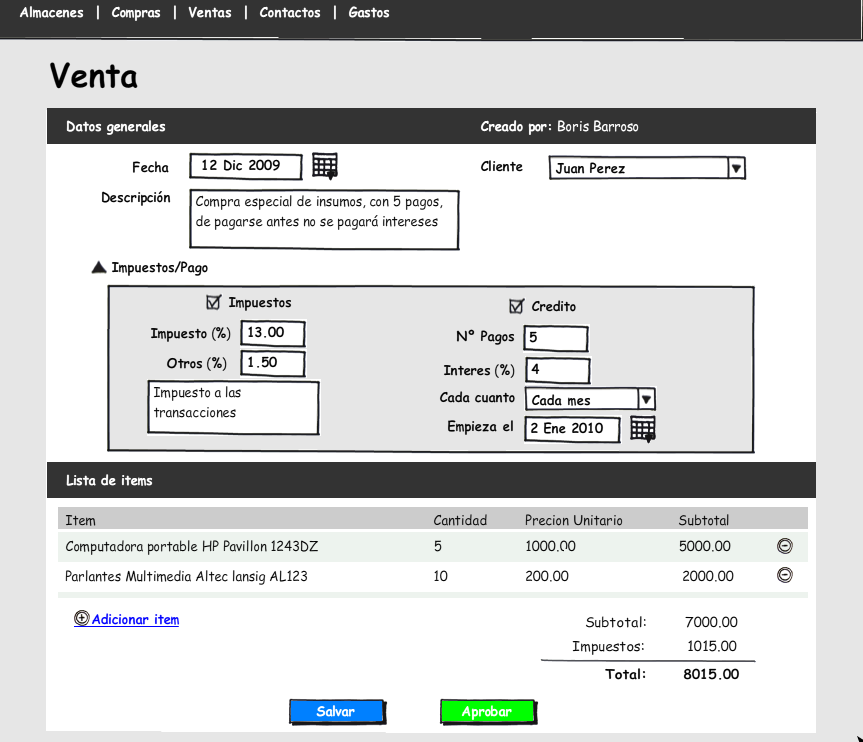 Almacenes | Compras | Ventas | Contactos | Gastos
Venta
Datos generales Creado por: Boris Barroso
Fecha 12 Dic 2009 Cliente Juan Perez
Descripción Compra especial de insumos, con 5 pagos,
de pagarse antes no se pagará intereses
Impuestos/Pago
Impuestos Credito
Impuesto (%) 13.00 Nº Pagos 5
Otros (%) 1.50 Interes (%) 4
Impuesto a las Cada cuanto Cada mes
transacciones Empieza el 2 Ene 2010
Lista de items
Item Cantidad Precion Unitario Subtotal
Computadora portable HP Pavillon 1243DZ 5 1000.00 5000.00
Parlantes Multimedia Altec lansig AL123 10 200.00 2000.00
Adicionar item Subtotal: 7000.00
Impuestos: 1015.00
Total: 8015.00
Salvar Aprobar